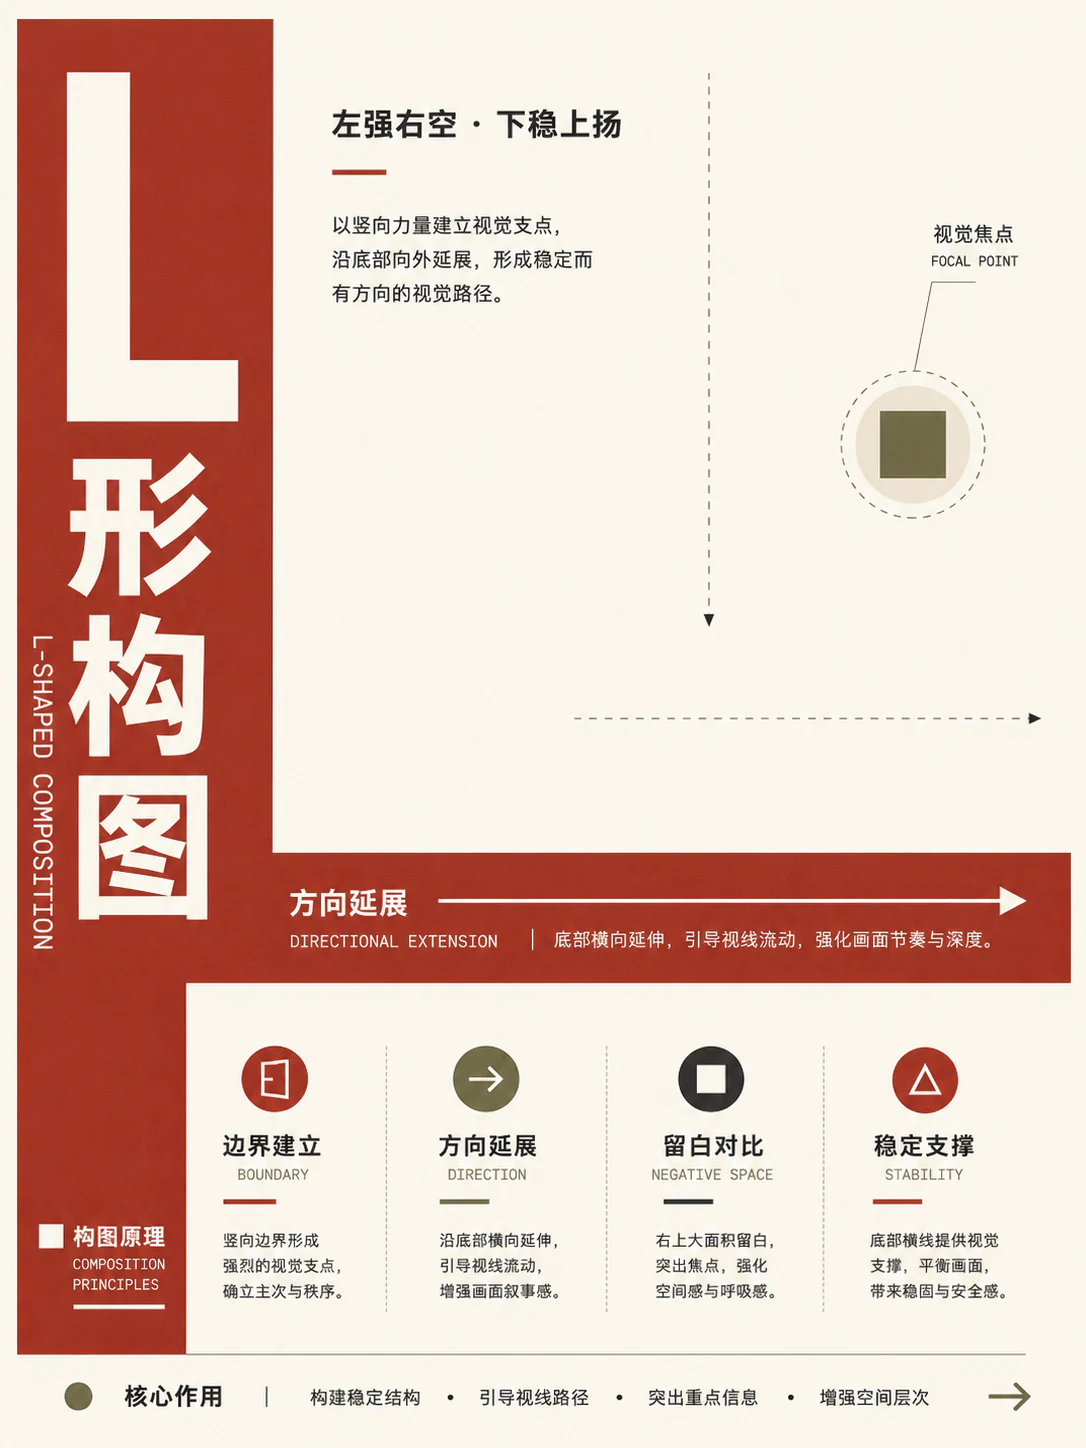 L
形
构
图
L-SHAPED COMPOSITION
左强右空 · 下稳上扬
以竖向力量建立视觉支点，
沿底部向外延展，形成稳定而
有方向的视觉路径。
视觉焦点
FOCAL POINT
方向延展
DIRECTIONAL EXTENSION | 底部横向延伸，引导视线流动，强化画面节奏与深度。
构图原理
COMPOSITION
PRINCIPLES
边界建立
BOUNDARY
竖向边界形成
强烈的视觉支点，
确立主次与秩序。
方向延展
DIRECTION
沿底部横向延伸，
引导视线流动，
增强画面叙事感。
留白对比
NEGATIVE SPACE
右上大面积留白，
突出焦点，强化
空间感与呼吸感。
稳定支撑
STABILITY
底部横线提供视觉
支撑，平衡画面，
带来稳固与安全感。
核心作用 | 构建稳定结构 • 引导视线路径 • 突出重点信息 • 增强空间层次